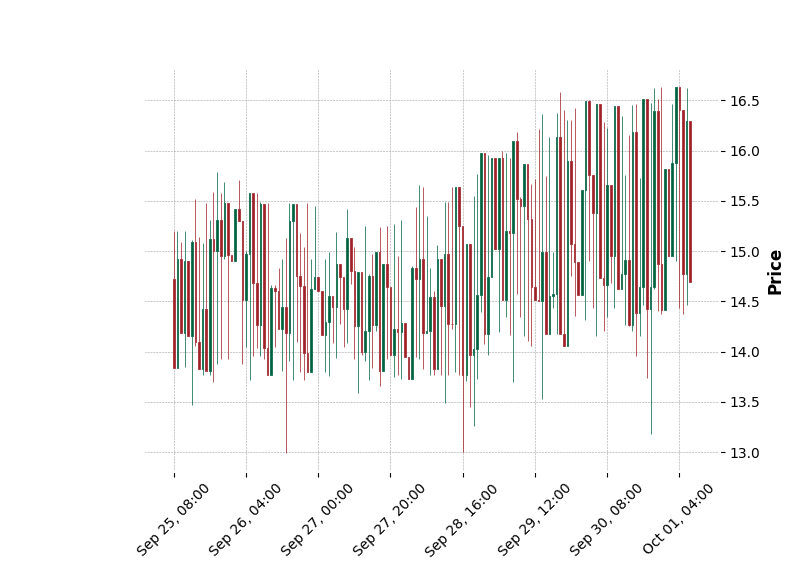 16.5
16.0
15.5
15.0
14.5
14.0
13.5
13.0
Price
Sep 25, 08:00
Sep 26, 04:00
Sep 27, 00:00
Sep 27, 20:00
Sep 28, 16:00
Sep 29, 12:00
Sep 30, 08:00
Oct 01, 04:00